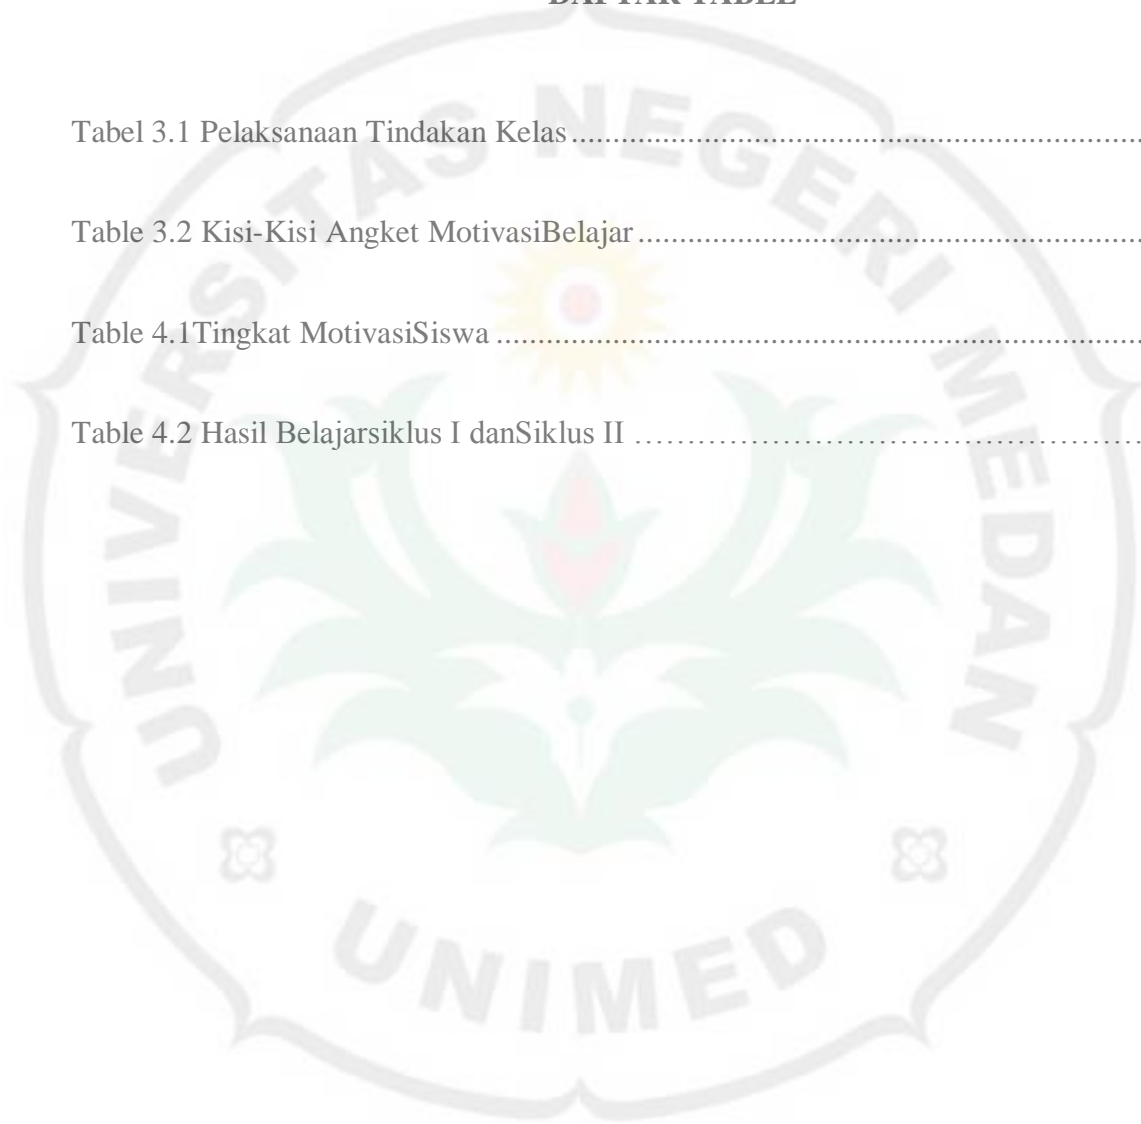 DAFTAR TABLE
Tabel 3.1 Pelaksanaan Tindakan Kelas......................................................................
Table 3.2 Kisi-Kisi Angket MotivasiBelajar..............................................................
Table 4.1Tingkat MotivasiSiswa...............................................................................
Table 4.2 Hasil Belajarsiklus I danSiklus II ………………………………………………
UNIVERSITAS NEGERI MEDAN
UNIMED